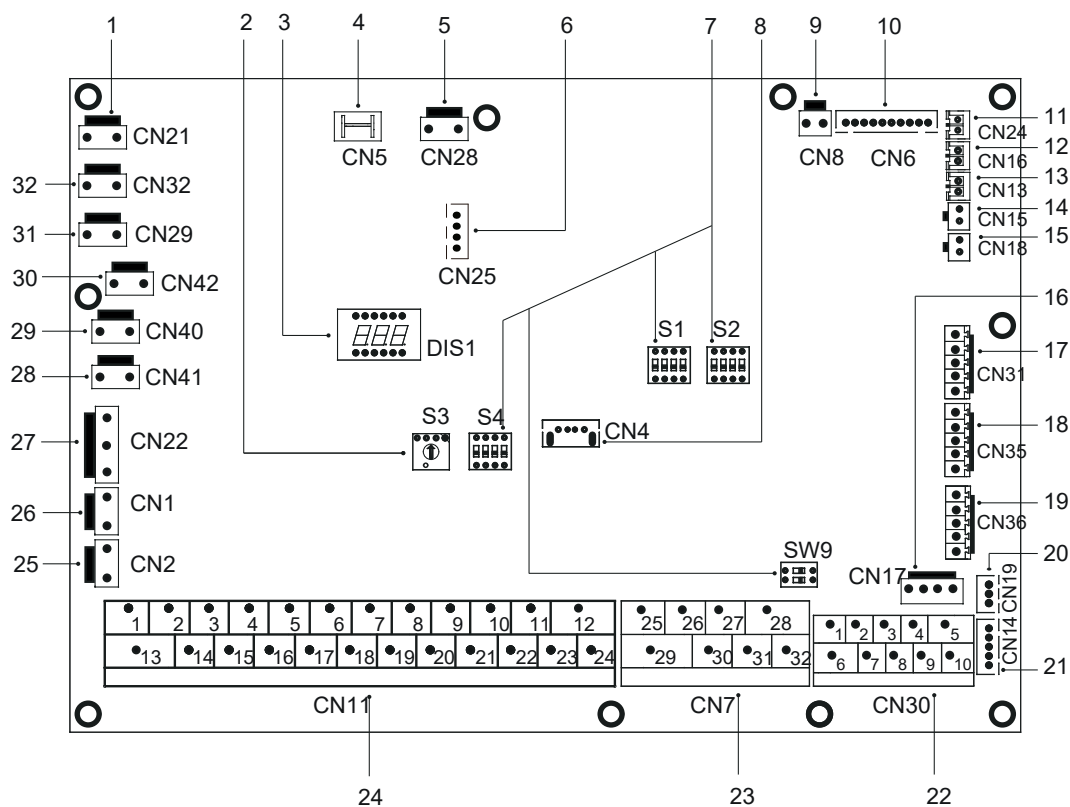 1 2 3 4 5 6 7 8 9 10
CN21 CN5 CN28 CN8 CN6 CN24 11
CN16 12
32 CN32 CN13 13
CN15 14
31 CN29 CN25 CN18 15
30 CN42 16
29 CN40 DIS1 S1 S2 17
28 CN41 CN31
S3 S4 CN4 18
27 CN22 CN35
26 CN1 19
CN36
25 CN2 SW9 CN17 CN19 20
1 2 3 4 5 6 7 8 9 10 11 12
13 14 15 16 17 18 19 20 21 22 23 24
CN11
25 26 27 28
29 30 31 32
CN7
1 2 3 4 5
6 7 8 9 10
CN30
CN14 21
24 23 22